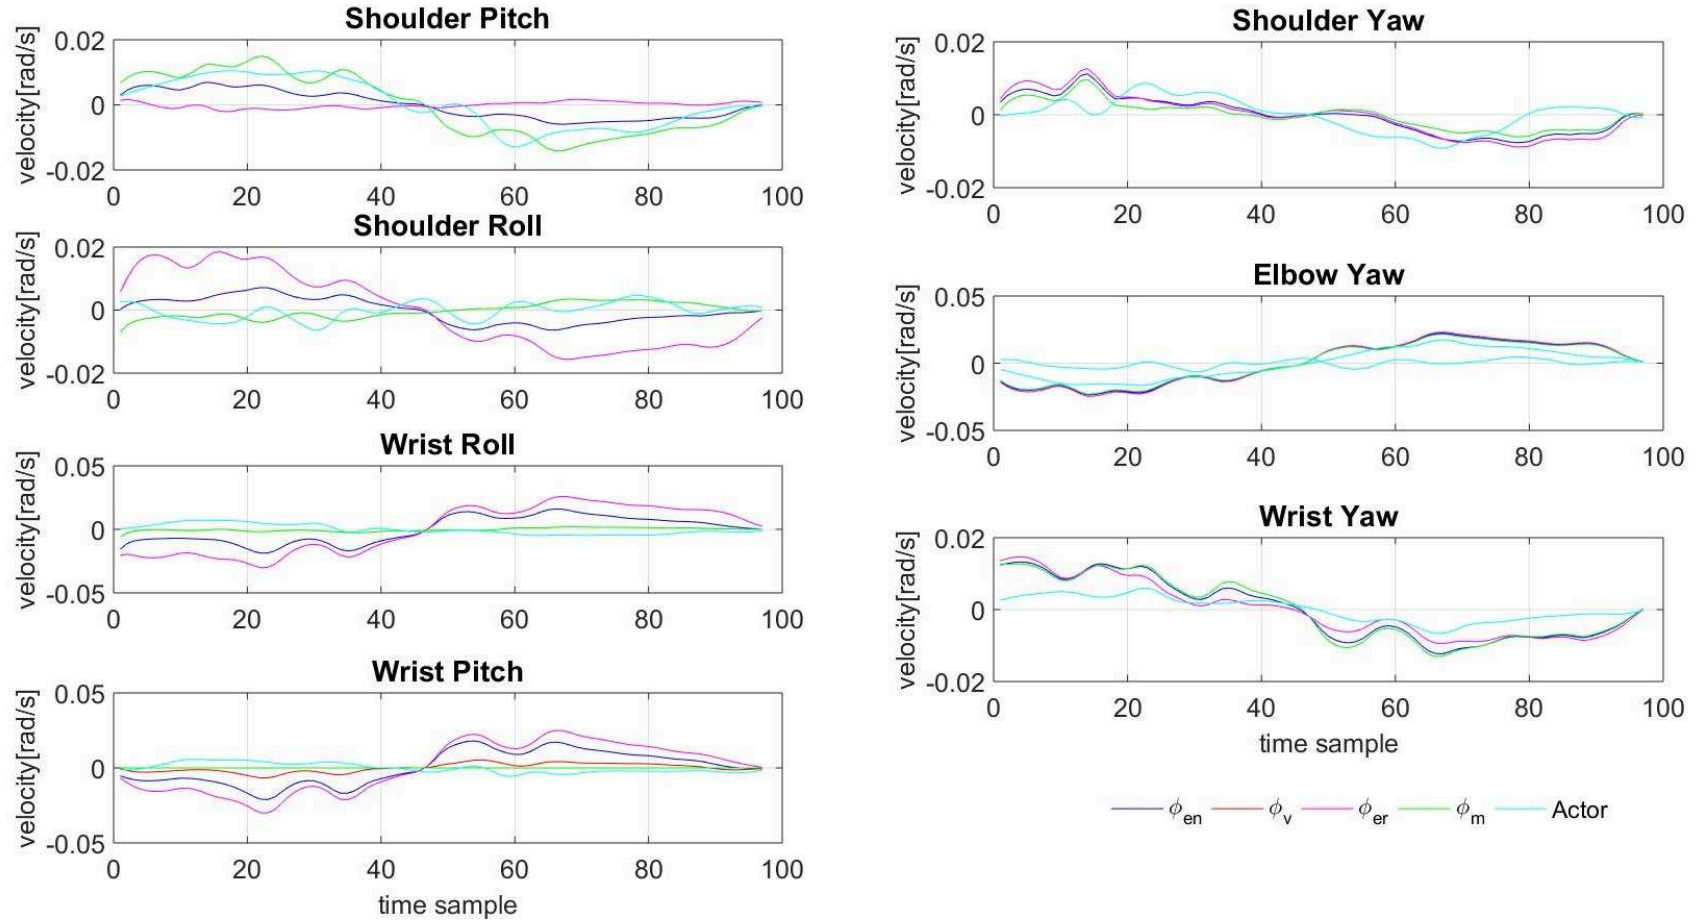 Shoulder Pitch
velocity[rad/s]
0.02
0
-0.02
0 20 40 60 80 100
Shoulder Roll
velocity[rad/s]
0.02
0
-0.02
0 20 40 60 80 100
Wrist Roll
velocity[rad/s]
0.05
0
-0.05
0 20 40 60 80 100
Wrist Pitch
velocity[rad/s]
0.05
0
-0.05
0 20 40 60 80 100
time sample
Shoulder Yaw
velocity[rad/s]
0.02
0
-0.02
0 20 40 60 80 100
Elbow Yaw
velocity[rad/s]
0.05
0
-0.05
0 20 40 60 80 100
Wrist Yaw
velocity[rad/s]
0.02
0
-0.02
0 20 40 60 80 100
time sample
ϕen ϕv ϕer ϕm Actor